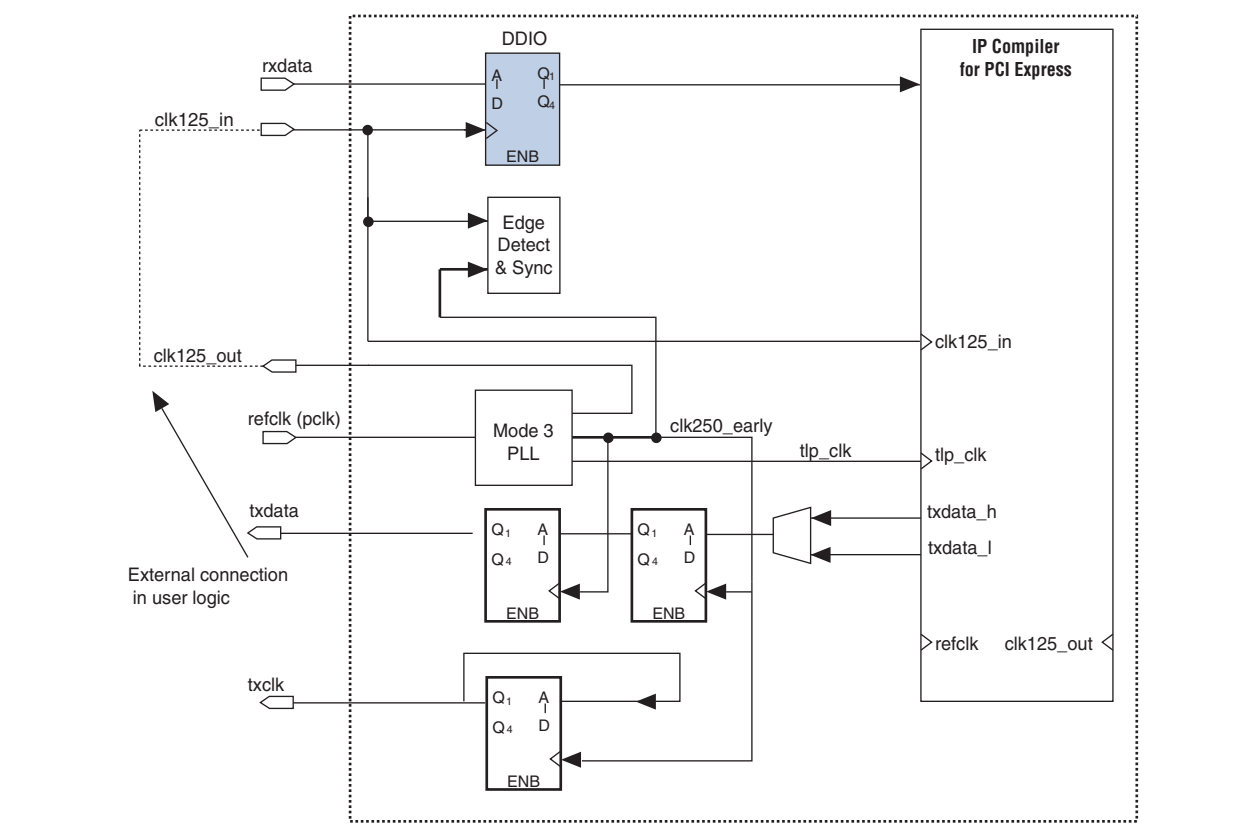 DDIO
IP Compiler
for PCI Express
rxdata
A
D
Q1
Q4
ENB
clk125_in
Edge
Detect
& Sync
clk125_in
clk125_out
refclk (pclk)
Mode 3
PLL
clk250_early
tlp_clk
tlp_clk
txdata
Q1
Q4
A
D
ENB
Q1
Q4
A
D
ENB
txdata_h
txdata_l
External connection
in user logic
refclk
clk125_out
txclk
Q1
Q4
A
D
ENB